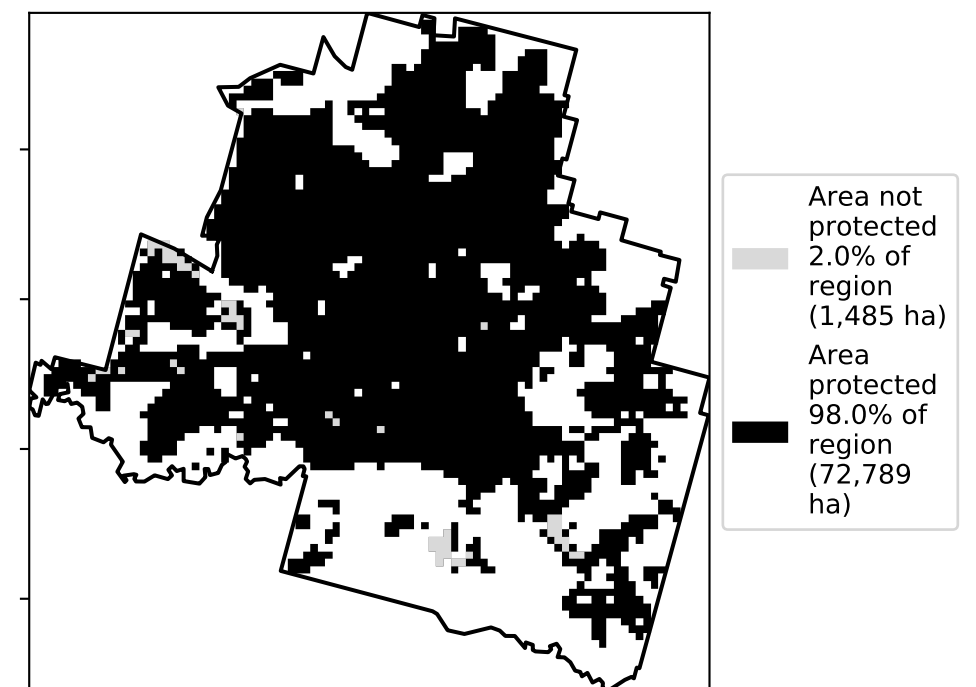 Area not
protected
2.0% of
region
(1,485 ha)
Area
protected
98.0% of
region
(72,789
ha)